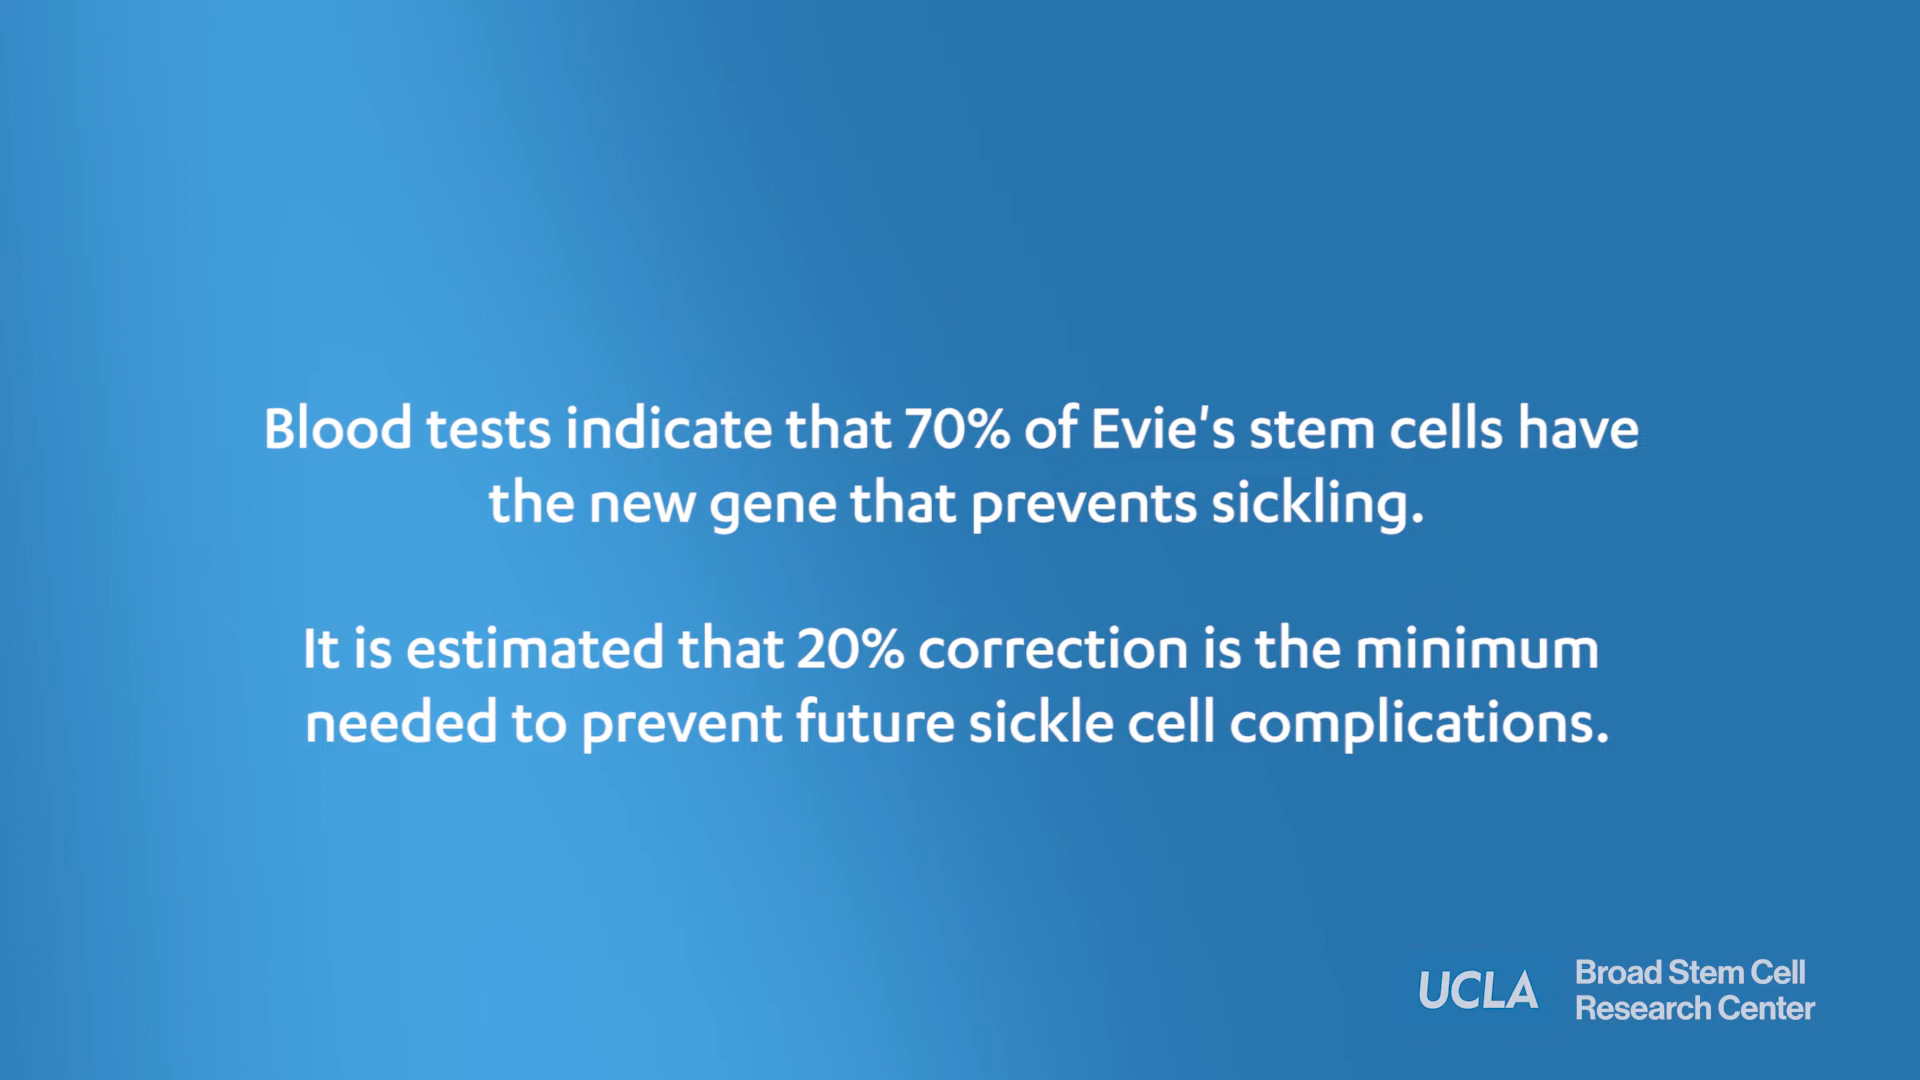 Blood tests indicate that 70% of Evie's stem cells have
the new gene that prevents sickling.
It is estimated that 20% correction is the minimum
needed to prevent future sickle cell complications.
UCLA
Broad Stem Cell
Research Center